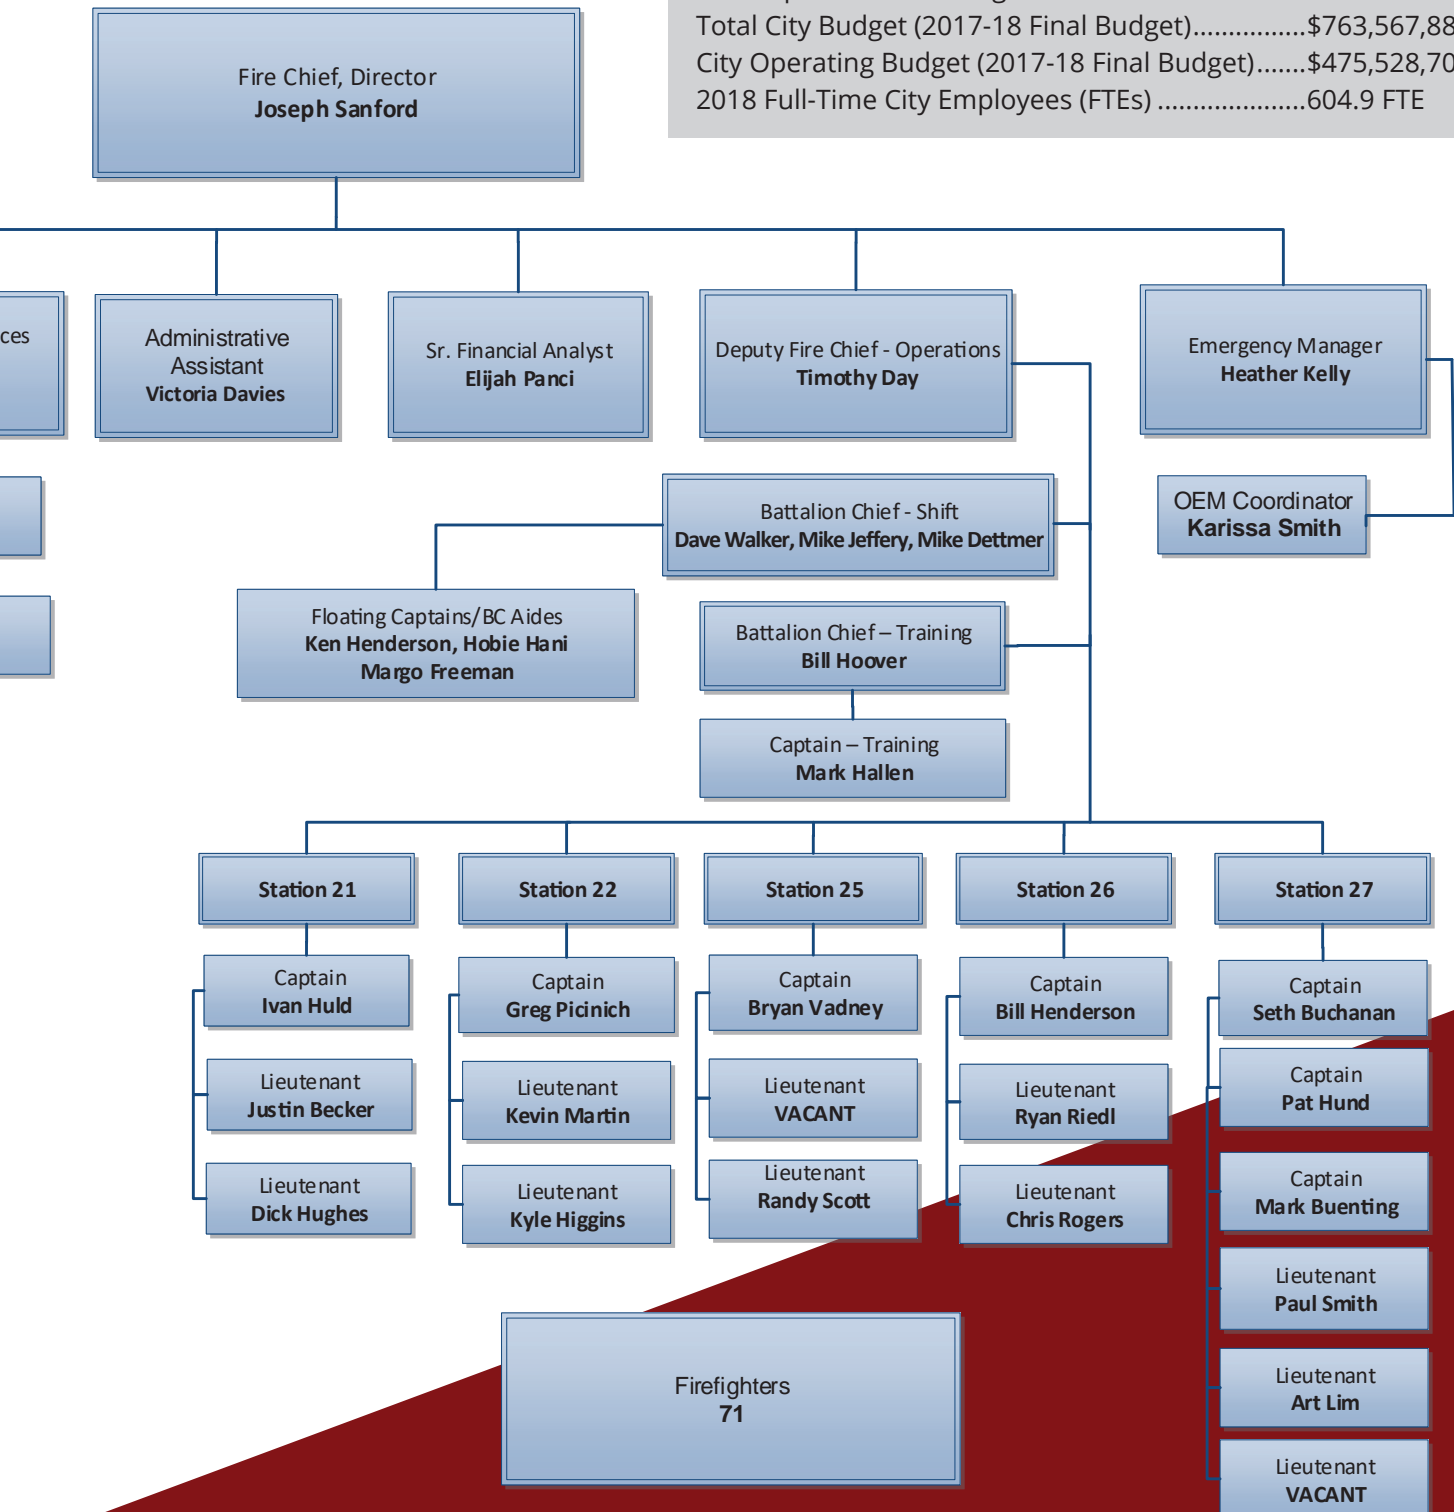 Total City Budget (2017-18 Final Budget)................$763,567,88
City Operating Budget (2017-18 Final Budget).......$475,528,70
2018 Full-Time City Employees (FTEs) .....................604.9 FTE
Fire Chief, Director
Joseph Sanford
ces
Administrative
Assistant
Victoria Davies
Sr. Financial Analyst
Elijah Panci
Deputy Fire Chief - Operations
Timothy Day
Emergency Manager
Heather Kelly
OEM Coordinator
Karissa Smith
Battalion Chief - Shift
Dave Walker, Mike Jeffery, Mike Dettmer
Floating Captains/BC Aides
Ken Henderson, Hobie Hani
Margo Freeman
Battalion Chief – Training
Bill Hoover
Captain – Training
Mark Hallen
Station 21
Captain
Ivan Huld
Lieutenant
Justin Becker
Lieutenant
Dick Hughes
Station 22
Captain
Greg Picinich
Lieutenant
Kevin Martin
Lieutenant
Kyle Higgins
Station 25
Captain
Bryan Vadney
Lieutenant
VACANT
Lieutenant
Randy Scott
Station 26
Captain
Bill Henderson
Lieutenant
Ryan Riedl
Lieutenant
Chris Rogers
Station 27
Captain
Seth Buchanan
Captain
Pat Hund
Captain
Mark Buenting
Lieutenant
Paul Smith
Lieutenant
Art Lim
Lieutenant
VACANT
Firefighters
71